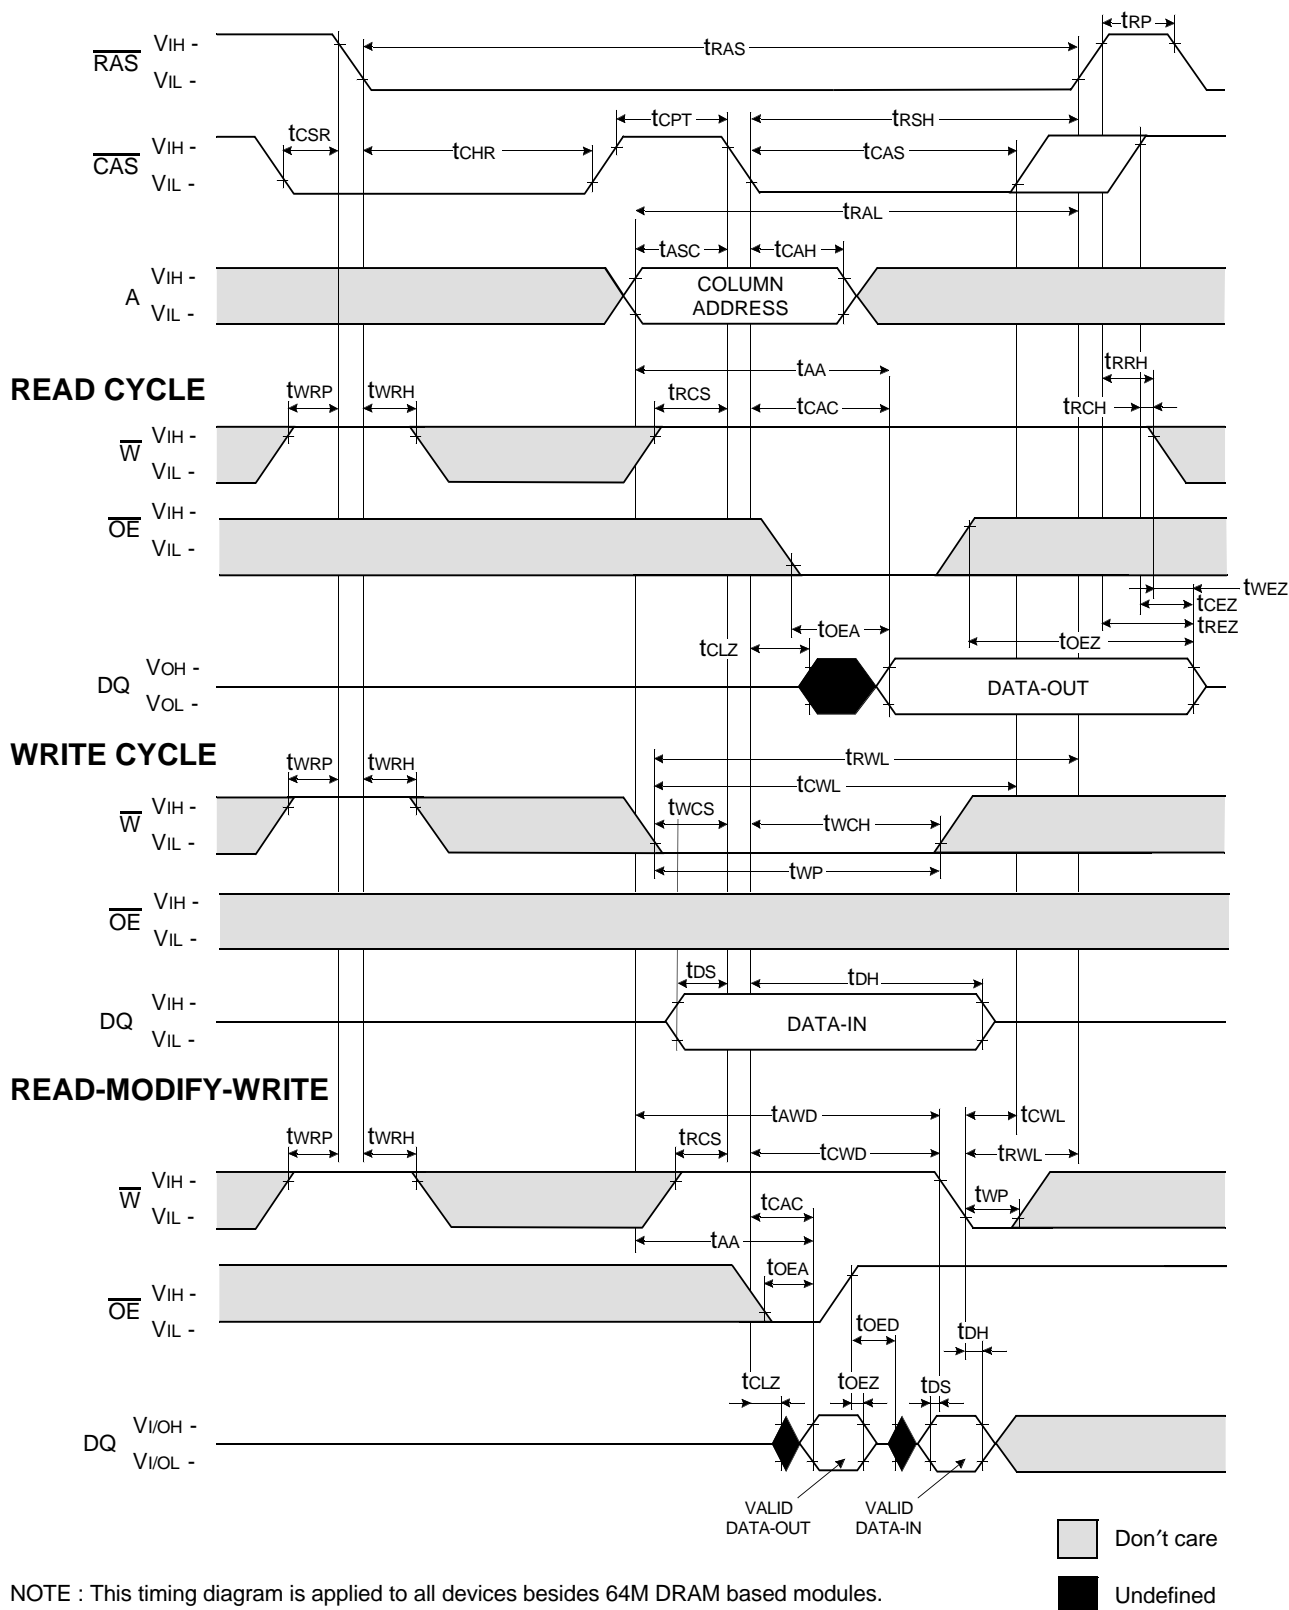 tRP
RAS VIH -
VIL -
tRAS
tCSR
tCPT
tRSH
CAS VIH -
VIL -
tCHR
tCAS
tRAL
tASC
tCAH
A VIH -
VIL -
COLUMN
ADDRESS
READ CYCLE
tAA
tRRH
tWRP
tWRH
tRCS
tCAC
tRCH
W VIH -
VIL -
OE VIH -
VIL -
tWEZ
tCEZ
tREZ
tOEA
tOEZ
tCLZ
DQ VOH -
VOL -
DATA-OUT
WRITE CYCLE
tWRP
tWRH
tRWL
tCWL
tWCS
tWCH
W VIH -
VIL -
tWP
OE VIH -
VIL -
tDS
tDH
DQ VIH -
VIL -
DATA-IN
READ-MODIFY-WRITE
tAWD
tCWL
tWRP
tWRH
tRCS
tCWD
tRWL
W VIH -
VIL -
tWP
tCAC
tAA
tOEA
OE VIH -
VIL -
tOED
tDH
tCLZ
tOEZ
tDS
DQ VI/OH -
VI/OL -
VALID
DATA-OUT
VALID
DATA-IN
Don′t care
NOTE : This timing diagram is applied to all devices besides 64M DRAM based modules.
Undefined